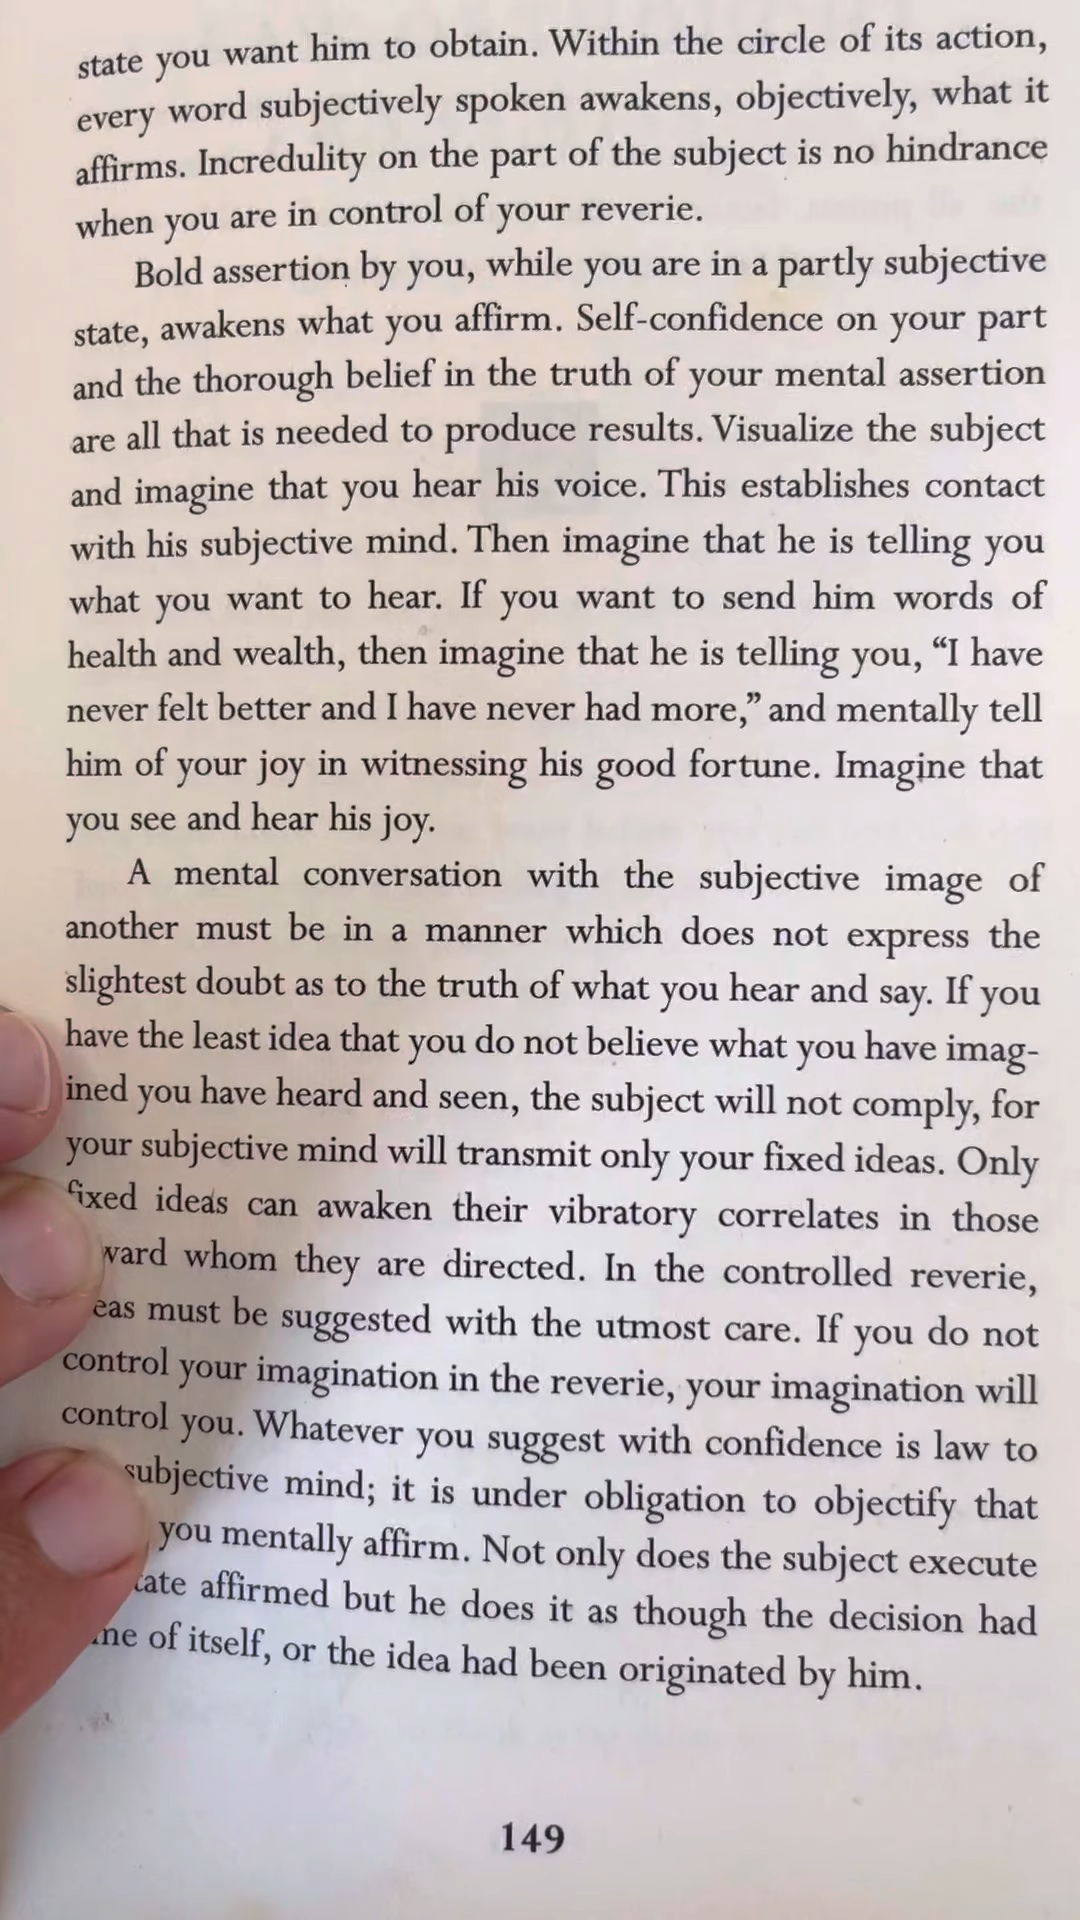 state you want him to obtain. Within the circle of its action,
every word subjectively spoken awakens, objectively, what it
affirms. Incredulity on the part of the subject is no hindrance
when you are in control of your reverie.
Bold assertion by you, while you are in a partly subjective
state, awakens what you affirm. Self-confidence on your part
and the thorough belief in the truth of your mental assertion
are all that is needed to produce results. Visualize the subject
and imagine that you hear his voice. This establishes contact
with his subjective mind. Then imagine that he is telling you
what you want to hear. If you want to send him words of
health and wealth, then imagine that he is telling you, “I have
never felt better and I have never had more,” and mentally tell
him of your joy in witnessing his good fortune. Imagine that
you see and hear his joy.
A mental conversation with the subjective image of
another must be in a manner which does not express the
slightest doubt as to the truth of what you hear and say. If you
have the least idea that you do not believe what you have imag-
ined you have heard and seen, the subject will not comply, for
your subjective mind will transmit only your fixed ideas. Only
fixed ideas can awaken their vibratory correlates in those
whom they are directed. In the controlled reverie,
must be suggested with the utmost care. If you do not
control your imagination in the reverie, your imagination will
control you. Whatever you suggest with confidence is law to
subjective mind; it is under obligation to objectify that
you mentally affirm. Not only does the subject execute
affirmed but he does it as though the decision had
of itself, or the idea had been originated by him.
149